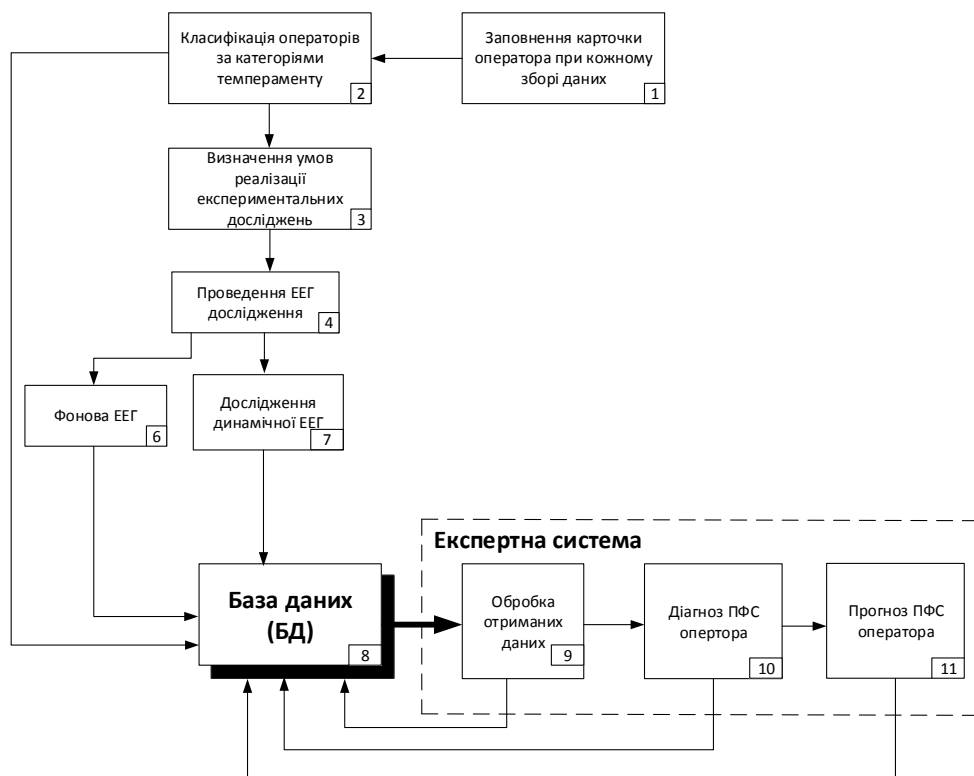 Класифікація операторів
за категоріями
темпераменту
2
Заповнення карточки
оператора при кожному
зборі даних
1
Визначення умов
реалізації
експериментальних
досліджень
3
Проведення ЕЕГ
дослідження
4
Фонова ЕЕГ
6
Дослідження
динамічної ЕЕГ
7
Експертна система
База даних
(БД)
8
Обробка
отриманих
даних
9
Діагноз ПФС
опертора
10
Прогноз ПФС
оператора
11